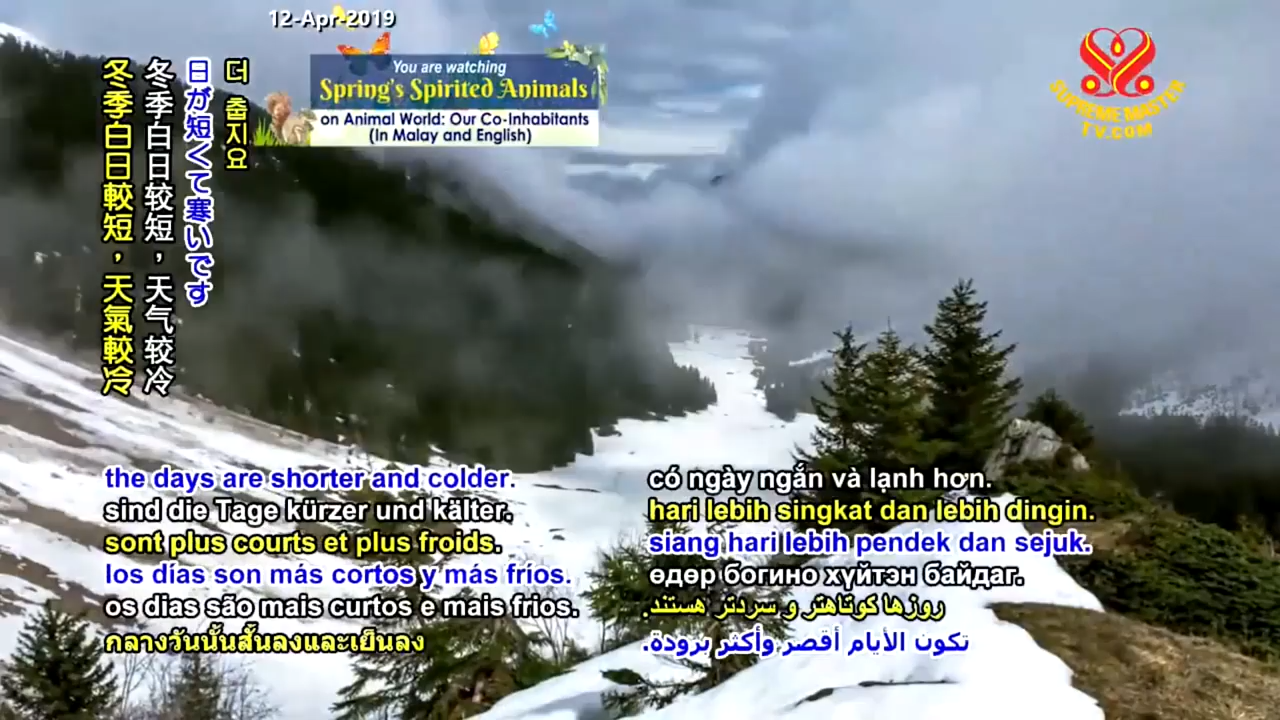 12-Apr-2019
You are watching
Spring's Spirited Animals
on Animal World: Our Co-Inhabitants
(In Malay and English)
SUPREME MASTER
TV.COM
더 춥지요
日が短くて寒いです
冬季白日较短，天气较冷
冬季白日較短，天氣較冷
the days are shorter and colder.
sind die Tage kürzer und kälter.
sont plus courts et plus froids.
los días son más cortos y más fríos.
os dias são mais curtos e mais frios.
กลางวันนั้นสั้นลงและเย็นลง
có ngày ngắn và lạnh hơn.
hari lebih singkat dan lebih dingin.
siang hari lebih pendek dan sejuk.
өдөр богино хүйтэн байдаг.
روزها کوتاهتر و سردتر هستند.
تكون الأيام أقصر وأكثر برودة.